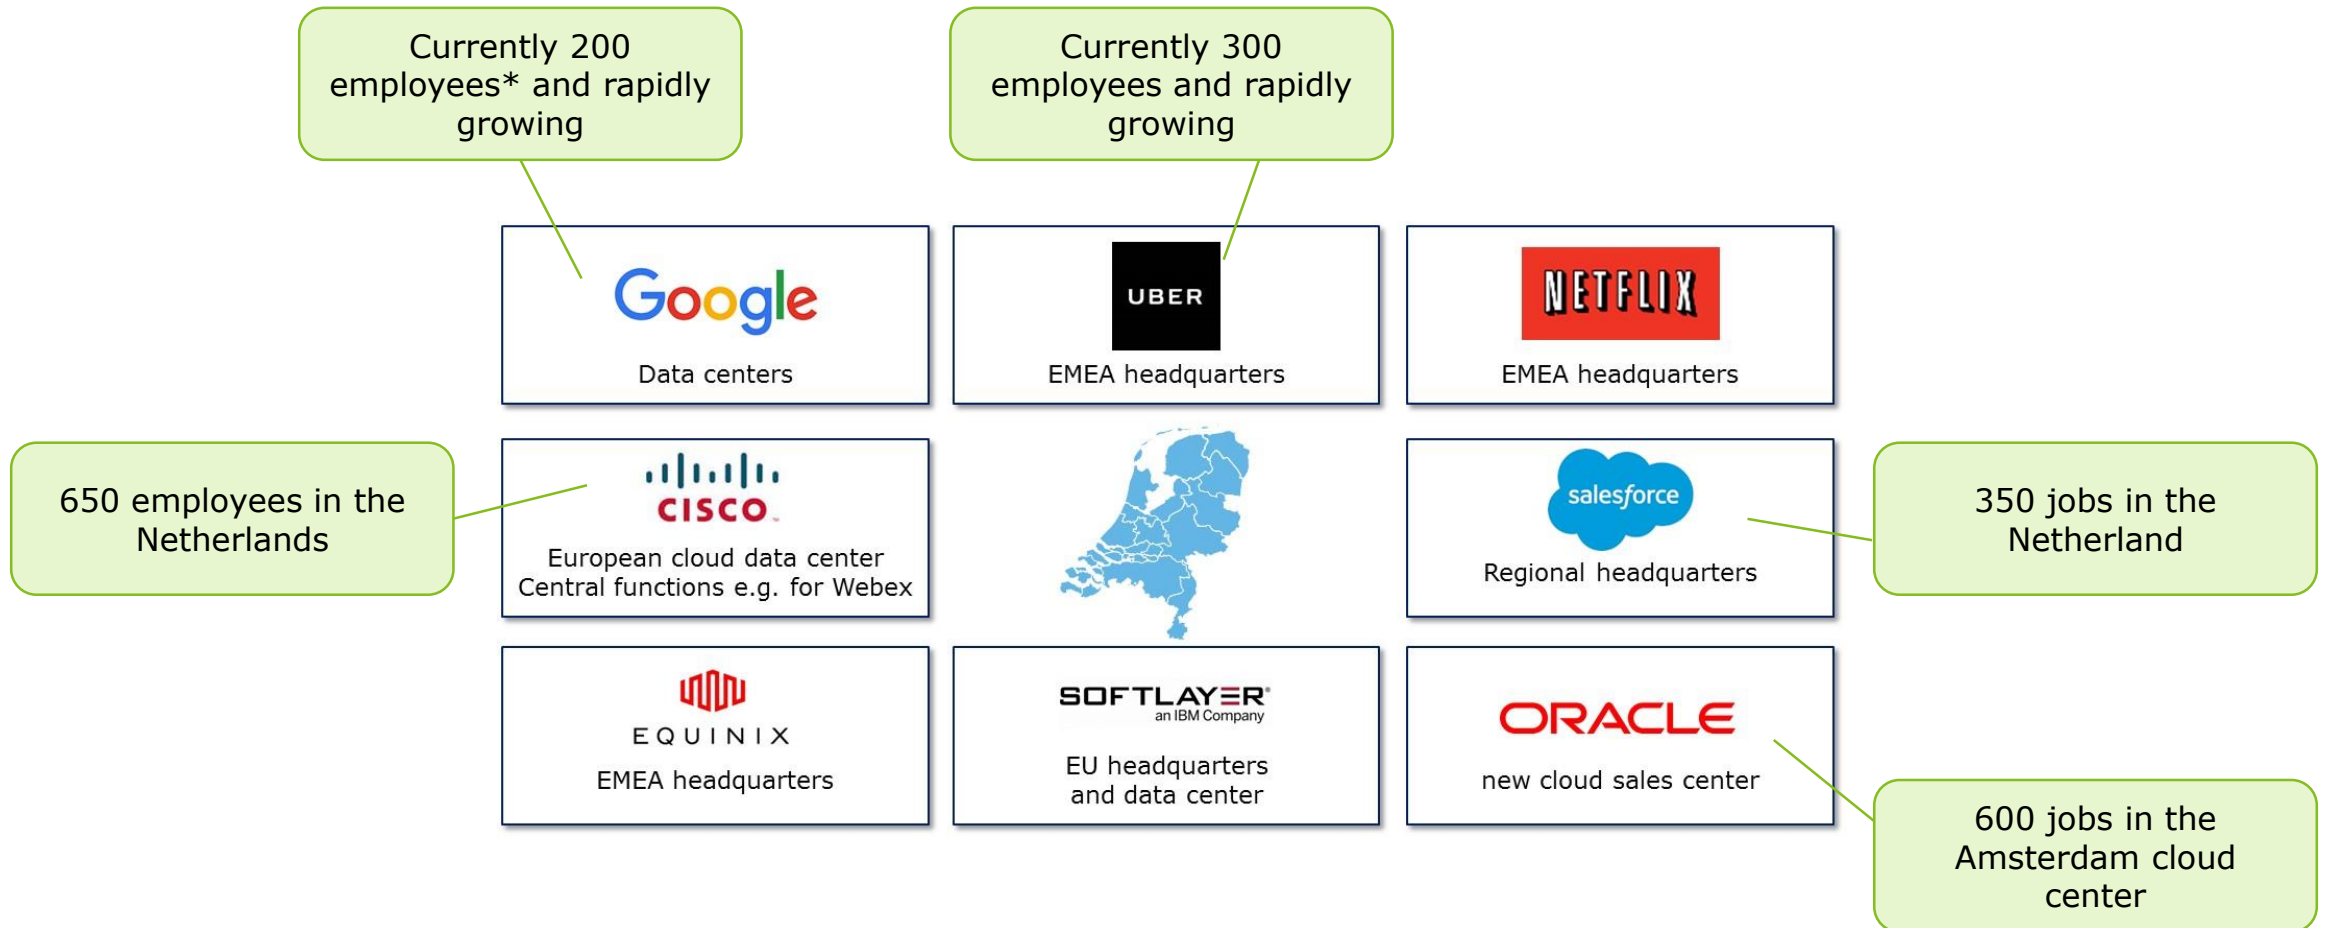 Currently 200
employees* and rapidly
growing
Currently 300
employees and rapidly
growing
Google
Data centers
UBER
EMEA headquarters
NETFLIX
EMEA headquarters
650 employees in the
Netherlands
CISCO
European cloud data center
Central functions e.g. for Webex
salesforce
Regional headquarters
350 jobs in the
Netherland
EQUINIX
EMEA headquarters
SOFTLAYER®
an IBM Company
EU headquarters
and data center
ORACLE
new cloud sales center
600 jobs in the
Amsterdam cloud
center